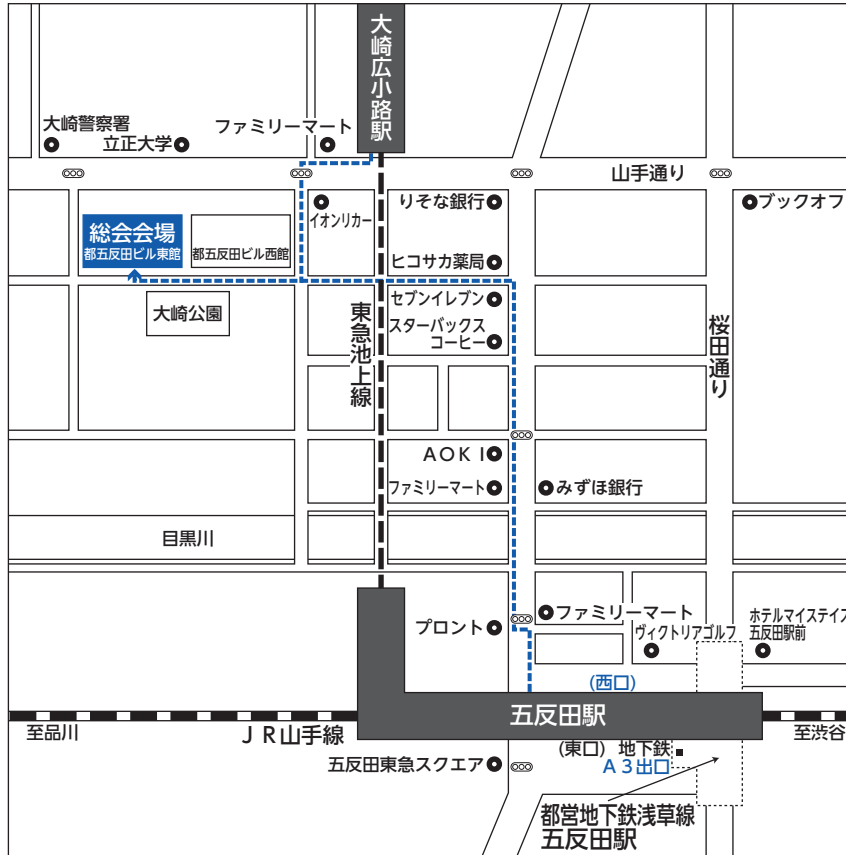 大崎広小路駅
大崎警察署
立正大学
ファミリーマート
山手通り
イオンリカー
りそな銀行
ブックオフ
総会会場
都五反田ビル東館
都五反田ビル西館
ヒコサカ薬局
大崎公園
セブンイレブン
スターバックス
コーヒー
東急池上線
桜田通り
AOKI
ファミリーマート
みずほ銀行
目黒川
プロント
ファミリーマート
ヴィクトリアゴルフ
ホテルマイステイズ
五反田駅前
(西口)
五反田駅
至品川
JR山手線
至渋谷
(東口) 地下鉄
A3出口
五反田東急スクエア
都営地下鉄浅草線
五反田駅